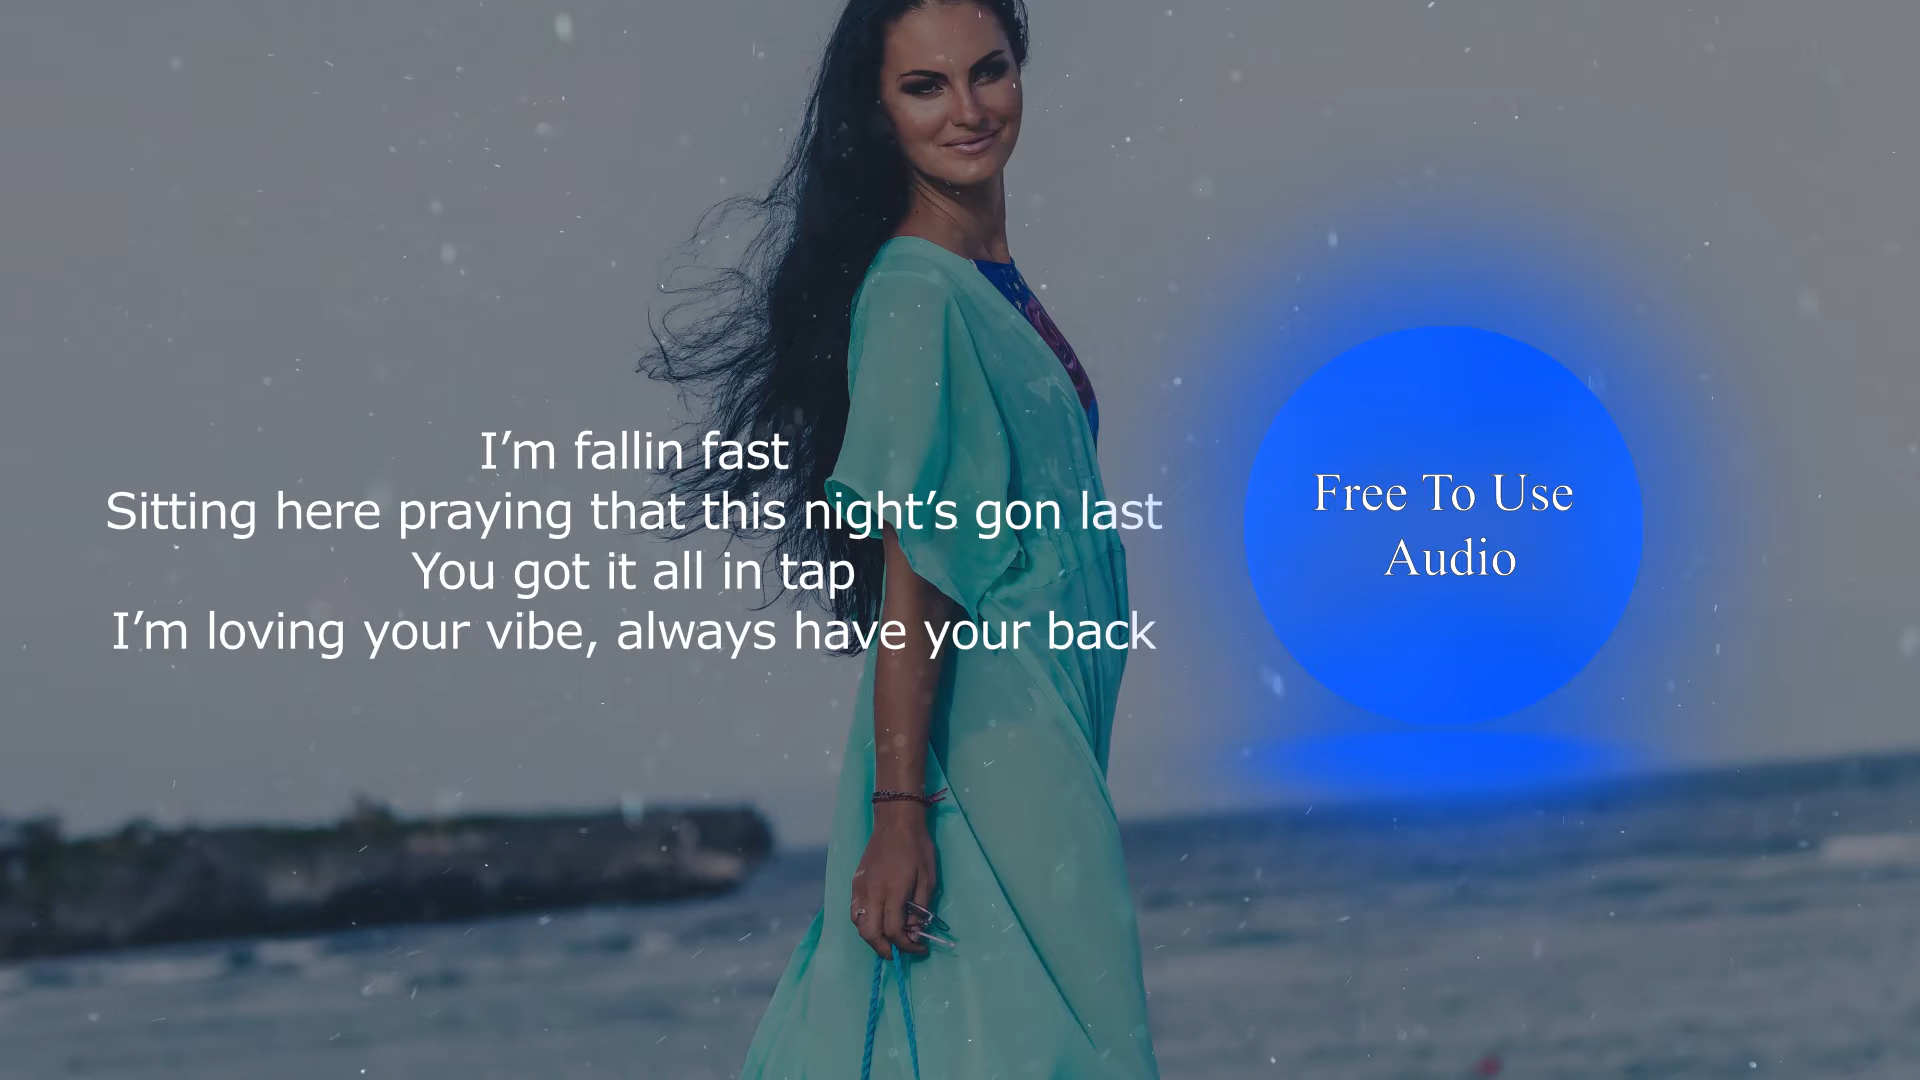 I’m fallin fast
Sitting here praying that this night’s gon last
You got it all in tap
I’m loving your vibe, always have your back
Free To Use
Audio